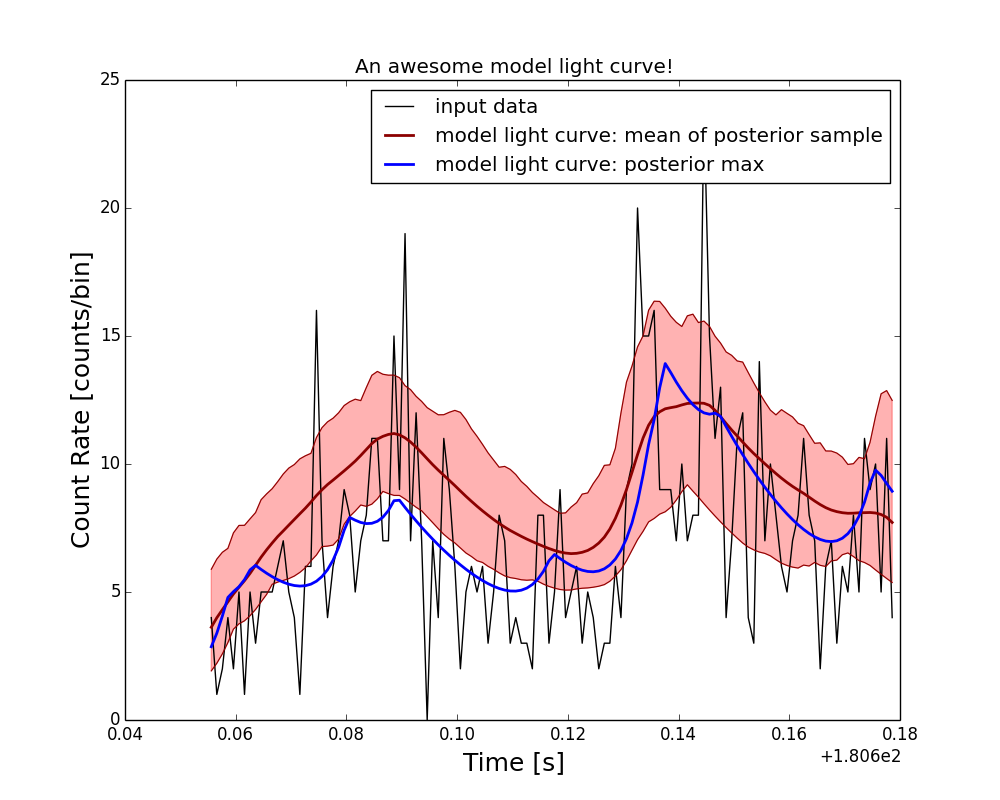 An awesome model light curve!
input data
model light curve: mean of posterior sample
model light curve: posterior max
Count Rate [counts/bin]
25
20
15
10
5
0
0.04 0.06 0.08 0.10 0.12 0.14 0.16 0.18
+1.806e2
Time [s]